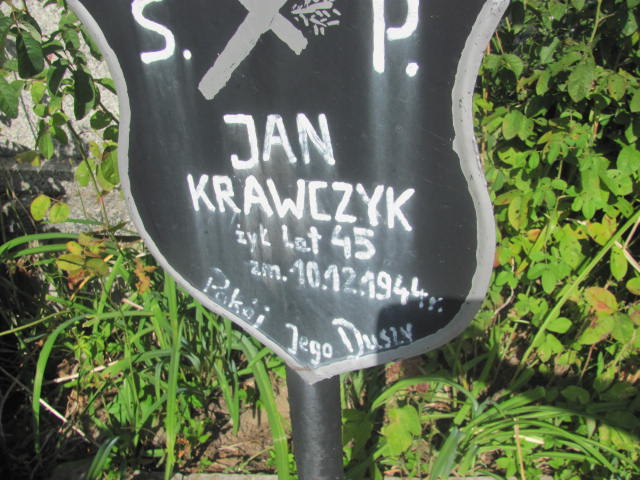 S. P.
JAN
KRAWCZYK
żył lat 45
zm. 10.12.1944 r.
Pokój Jego Duszy